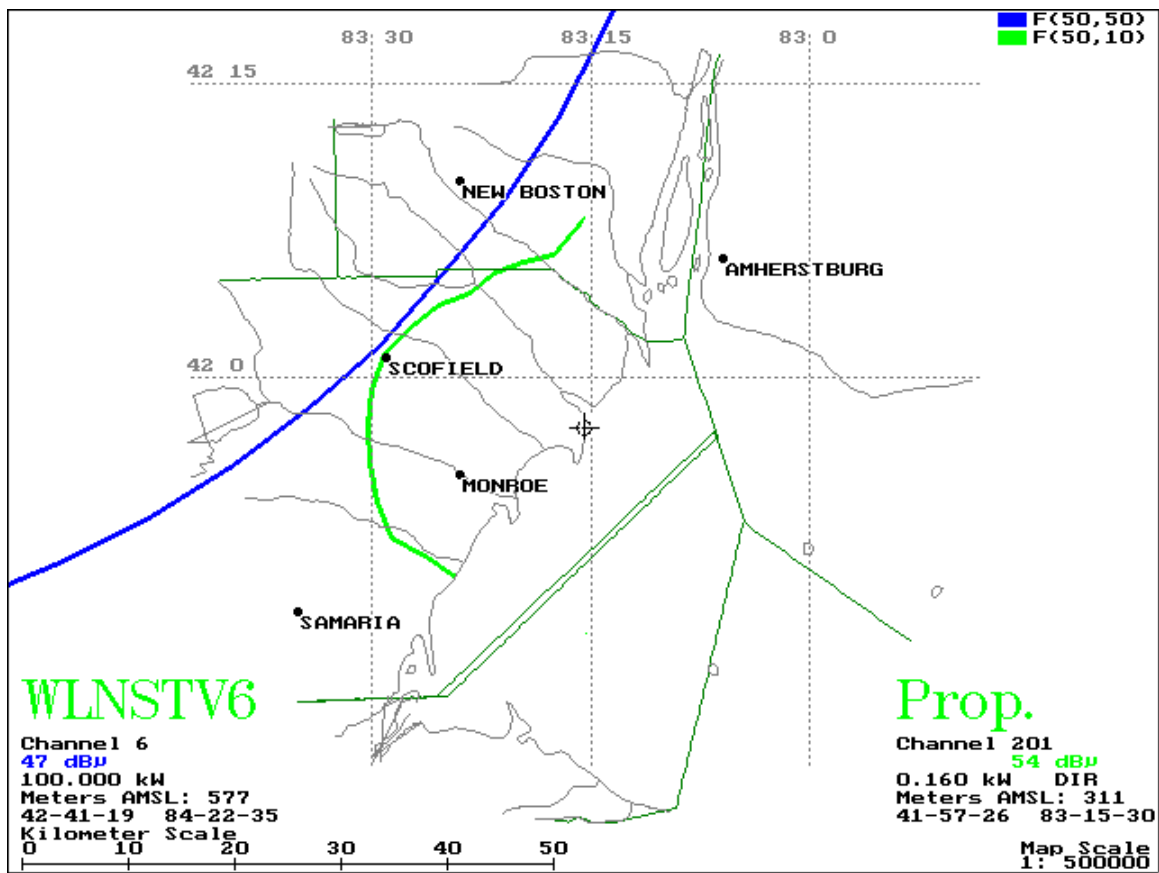 F(50,50)
F(50,10)
83 30
83 15
83 0
42 15
NEW BOSTON
AMHERSTBURG
42 0
SCOFIELD
MONROE
SAMARIA
WLNSTV6
Channel 6
47 dBµ
100.000 kW
Meters AMSL: 577
42-41-19 84-22-35
Kilometer Scale
0 10 20 30 40 50
Prop.
Channel 201
54 dBµ
0.160 kW DIR
Meters AMSL: 311
41-57-26 83-15-30
Map Scale
1: 500000